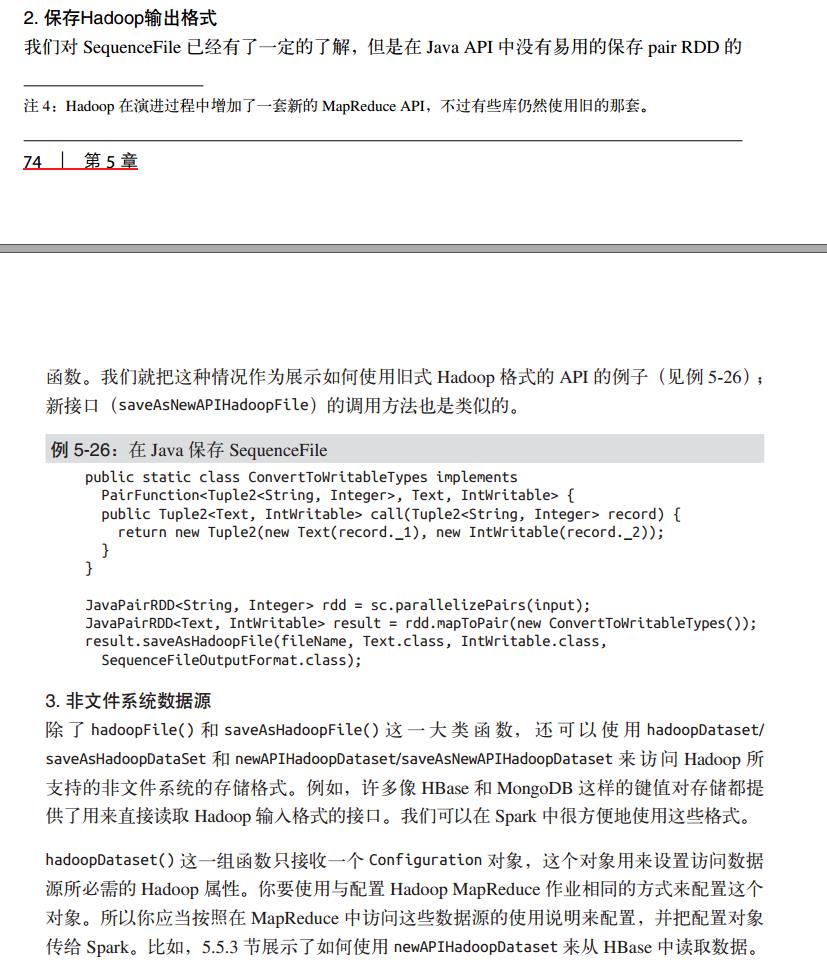 2. 保存Hadoop输出格式
我们对 SequenceFile 已经有了一定的了解，但是在 Java API 中没有易用的保存 pair RDD 的
注 4：Hadoop 在演进过程中增加了一套新的 MapReduce API，不过有些库仍然使用旧的那套。
74 | 第 5 章
函数。我们就把这种情况作为展示如何使用旧式 Hadoop 格式的 API 的例子（见例 5-26）；
新接口（saveAsNewAPIHadoopFile）的调用方法也是类似的。
例 5-26：在 Java 保存 SequenceFile
public static class ConvertToWritableTypes implements
PairFunction<Tuple2<String, Integer>, Text, IntWritable> {
public Tuple2<Text, IntWritable> call(Tuple2<String, Integer> record) {
return new Tuple2(new Text(record._1), new IntWritable(record._2));
}
}
JavaPairRDD<String, Integer> rdd = sc.parallelizePairs(input);
JavaPairRDD<Text, IntWritable> result = rdd.mapToPair(new ConvertToWritableTypes());
result.saveAsHadoopFile(fileName, Text.class, IntWritable.class,
SequenceFileOutputFormat.class);
3. 非文件系统数据源
除了 hadoopFile() 和 saveAsHadoopFile() 这一大类函数，还可以使用 hadoopDataset/
saveAsHadoopDataSet 和 newAPIHadoopDataset/saveAsNewAPIHadoopDataset 来访问 Hadoop 所
支持的非文件系统的存储格式。例如，许多像 HBase 和 MongoDB 这样的键值对存储都提
供了用来直接读取 Hadoop 输入格式的接口。我们可以在 Spark 中很方便地使用这些格式。
hadoopDataset() 这一组函数只接收一个 Configuration 对象，这个对象用来设置访问数据
源所必需的 Hadoop 属性。你要使用与配置 Hadoop MapReduce 作业相同的方式来配置这个
对象。所以你应当按照在 MapReduce 中访问这些数据源的使用说明来配置，并把配置对象
传给 Spark。比如，5.5.3 节展示了如何使用 newAPIHadoopDataset 来从 HBase 中读取数据。